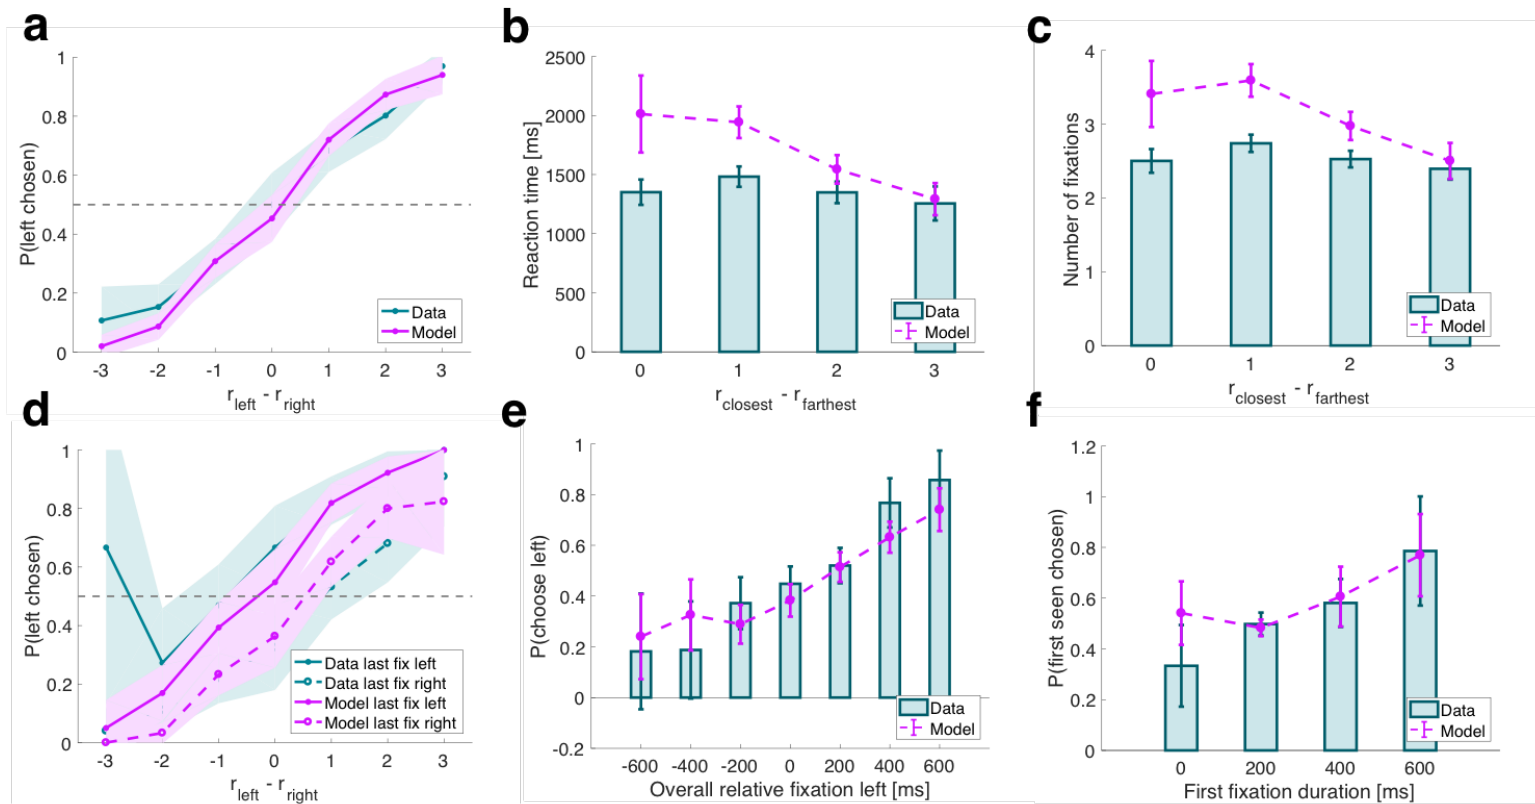 a
1
0.8
0.6
0.4
0.2
0
P(left chosen)
-3 -2 -1 0 1 2 3
r_left - r_right
Data
Model
b
2500
2000
1500
1000
500
0
Reaction time [ms]
0 1 2 3
r_closest - r_farthest
Data
Model
c
4
3
2
1
0
Number of fixations
0 1 2 3
r_closest - r_farthest
Data
Model
d
1
0.8
0.6
0.4
0.2
0
P(left chosen)
-3 -2 -1 0 1 2 3
r_left - r_right
Data last fix left
Data last fix right
Model last fix left
Model last fix right
e
1
0.8
0.6
0.4
0.2
0
-0.2
P(choose left)
-600 -400 -200 0 200 400 600
Overall relative fixation left [ms]
Data
Model
f
1.2
1
0.8
0.6
0.4
0.2
0
P(first seen chosen)
0 200 400 600
First fixation duration [ms]
Data
Model